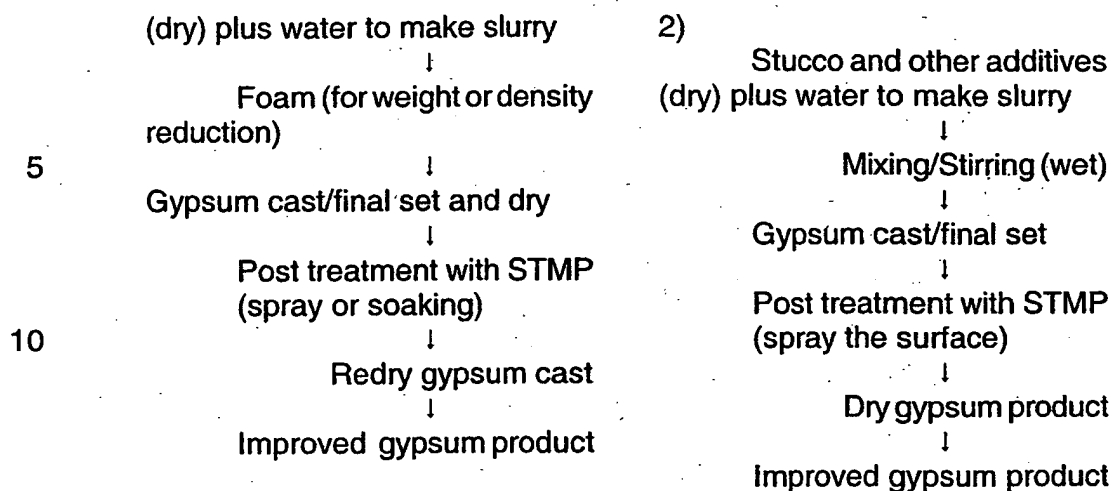 (dry) plus water to make slurry
↓
Foam (for weight or density
reduction)
5
↓
Gypsum cast/final set and dry
↓
Post treatment with STMP
(spray or soaking)
10
↓
Redry gypsum cast
↓
Improved gypsum product
2)
Stucco and other additives
(dry) plus water to make slurry
↓
Mixing/Stirring (wet)
↓
Gypsum cast/final set
↓
Post treatment with STMP
(spray the surface)
↓
Dry gypsum product
↓
Improved gypsum product